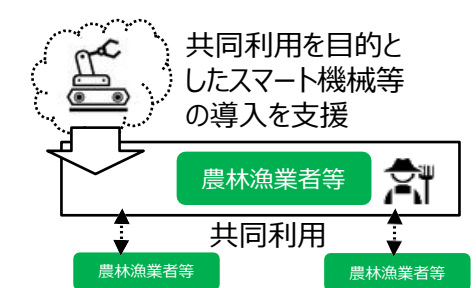 共同利用を目的と
したスマート機械等
の導入を支援
農林漁業者等
共同利用
農林漁業者等
農林漁業者等